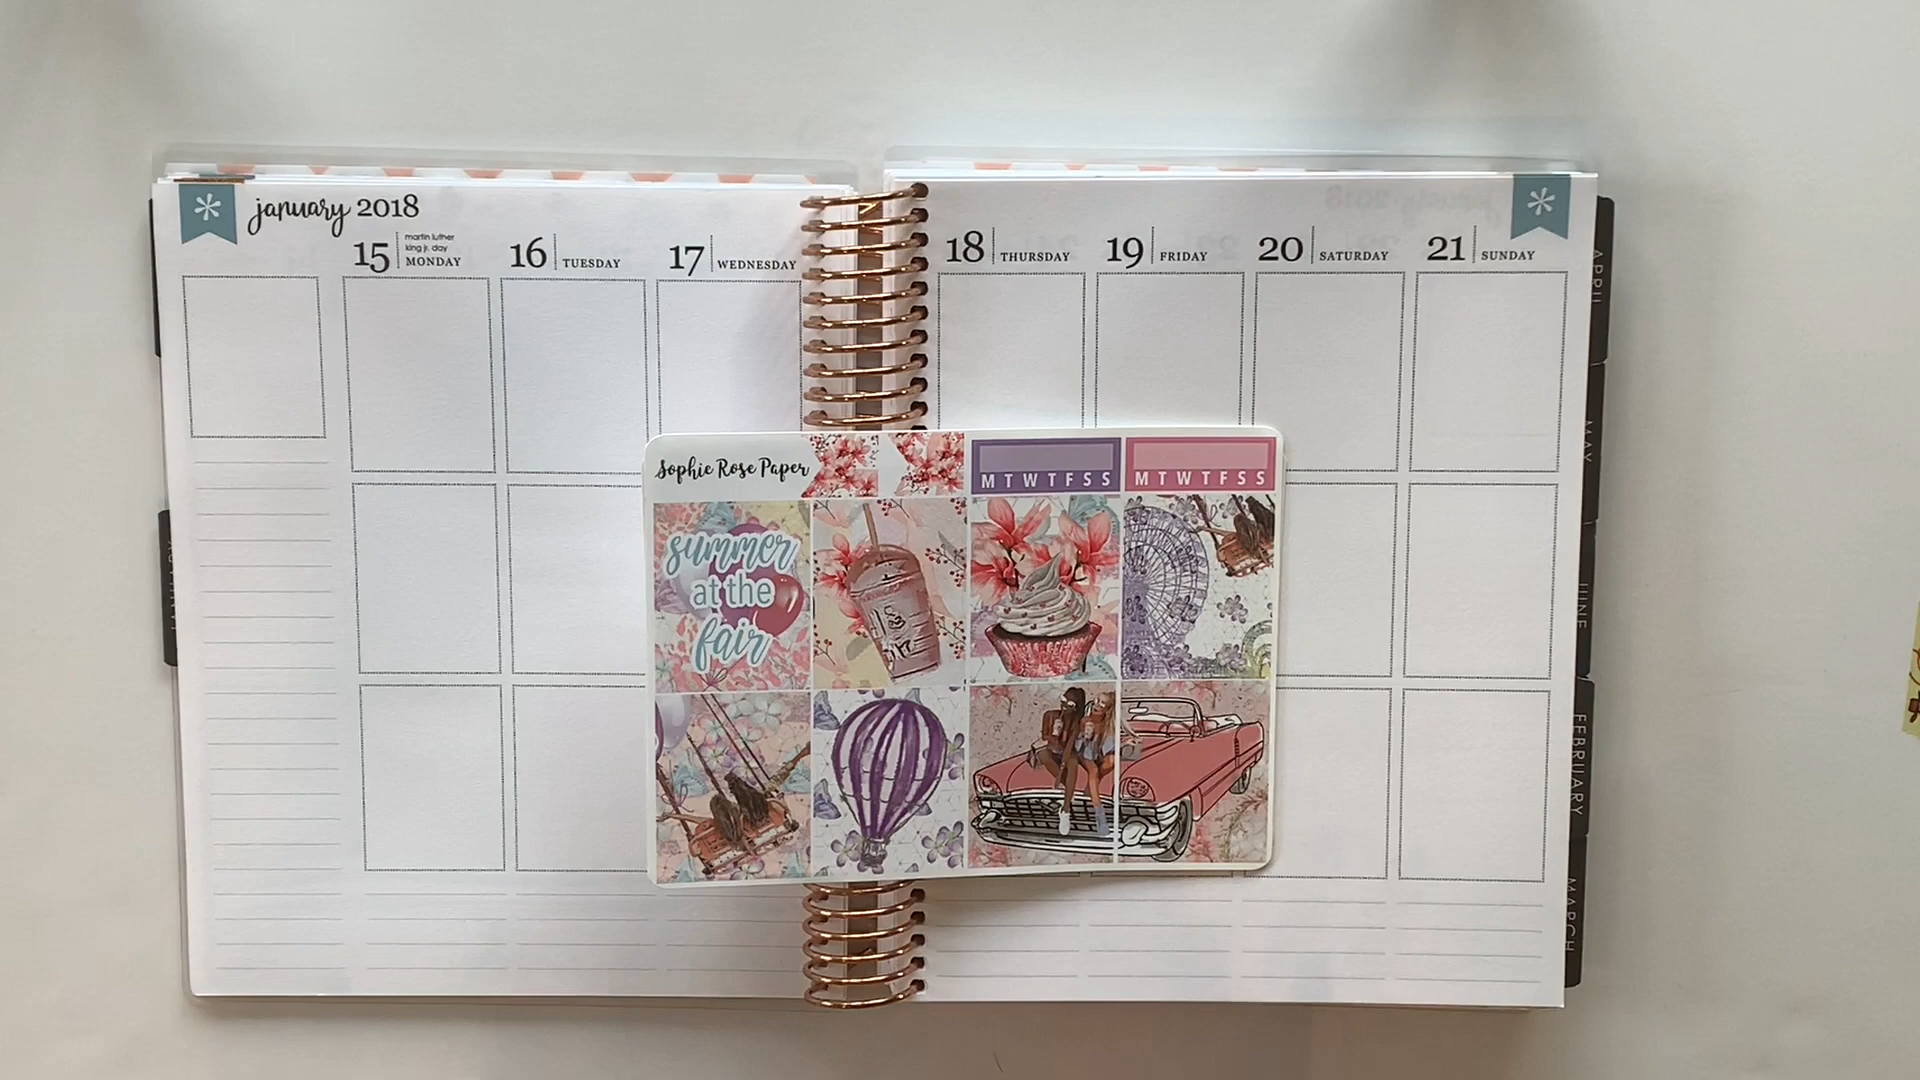 january 2018
martin luther
king jr. day
15 MONDAY
16 TUESDAY
17 WEDNESDAY
18 THURSDAY
19 FRIDAY
20 SATURDAY
21 SUNDAY
APRIL
MAY
JUNE
FEBRUARY
MARCH
Sophie Rose Paper
M T W T F S S
M T W T F S S
summer
at the
fair